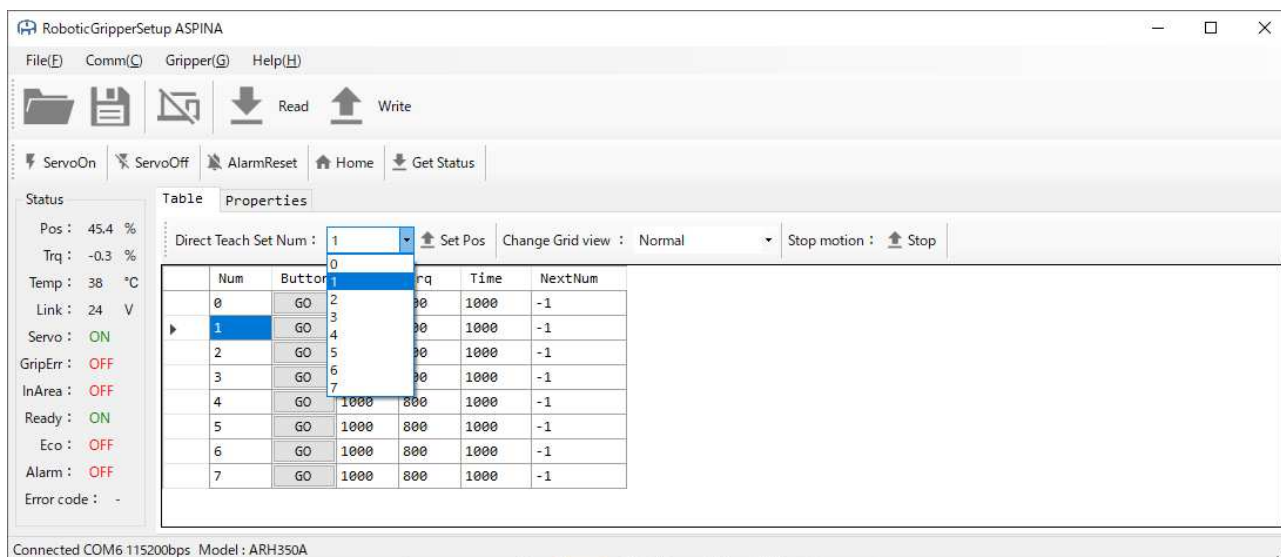 RoboticGripperSetup ASPINA
File(F) Comm(C) Gripper(G) Help(H)
Read Write
ServoOn ServoOff AlarmReset Home Get Status
Status
Pos : 45.4 %
Trq : -0.3 %
Temp : 38 °C
Link : 24 V
Servo : ON
GripErr : OFF
InArea : OFF
Ready : ON
Eco : OFF
Alarm : OFF
Error code : -
Table Properties
Direct Teach Set Num : 1 Set Pos Change Grid view : Normal Stop motion : Stop
0
1
2
3
4
5
6
7
Num Time NextNum
0 GO 1000 -1
1 GO 1000 -1
2 GO 1000 -1
3 GO 1000 -1
4 GO 1000 800 1000 -1
5 GO 1000 800 1000 -1
6 GO 1000 800 1000 -1
7 GO 1000 800 1000 -1
Connected COM6 115200bps Model : ARH350A